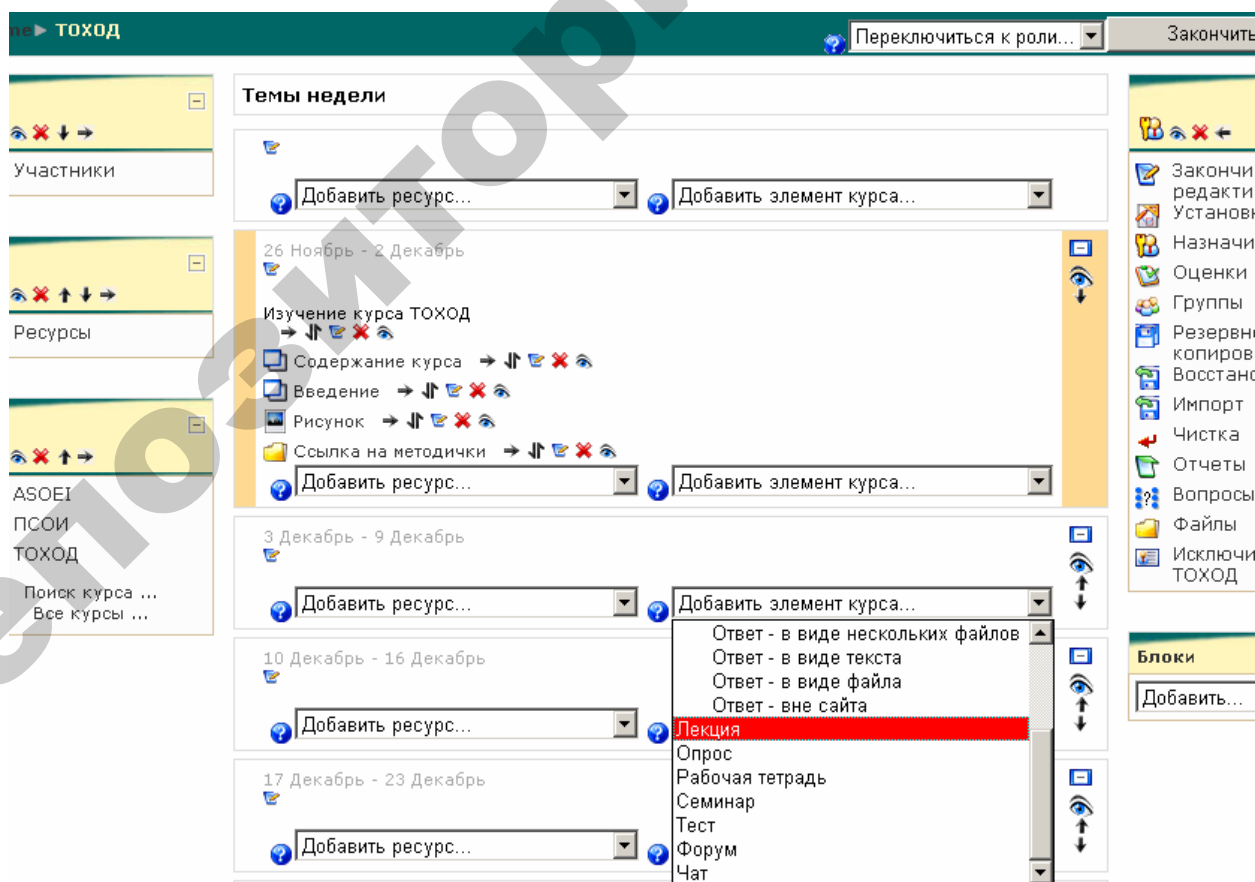 ne► ТОХОД
Переключиться к роли...
Закончить
Участники
Ресурсы
ASOEI
ПСОИ
ТОХОД
Поиск курса ...
Все курсы ...
Темы недели
Добавить ресурс...
Добавить элемент курса...
26 Ноябрь - 2 Декабрь
Изучение курса ТОХОД
Содержание курса
Введение
Рисунок
Ссылка на методички
Добавить ресурс...
Добавить элемент курса...
3 Декабрь - 9 Декабрь
Добавить ресурс...
Добавить элемент курса...
Ответ - в виде нескольких файлов
Ответ - в виде текста
Ответ - в виде файла
Ответ - вне сайта
Лекция
Опрос
Рабочая тетрадь
Семинар
Тест
Форум
Чат
10 Декабрь - 16 Декабрь
Добавить ресурс...
17 Декабрь - 23 Декабрь
Добавить ресурс...
Закончи
редакти
Установ
Назначи
Оценки
Группы
Резервн
копиров
Восстано
Импорт
Чистка
Отчеты
Вопросы
Файлы
Исключи
ТОХОД
Блоки
Добавить...
епозитори